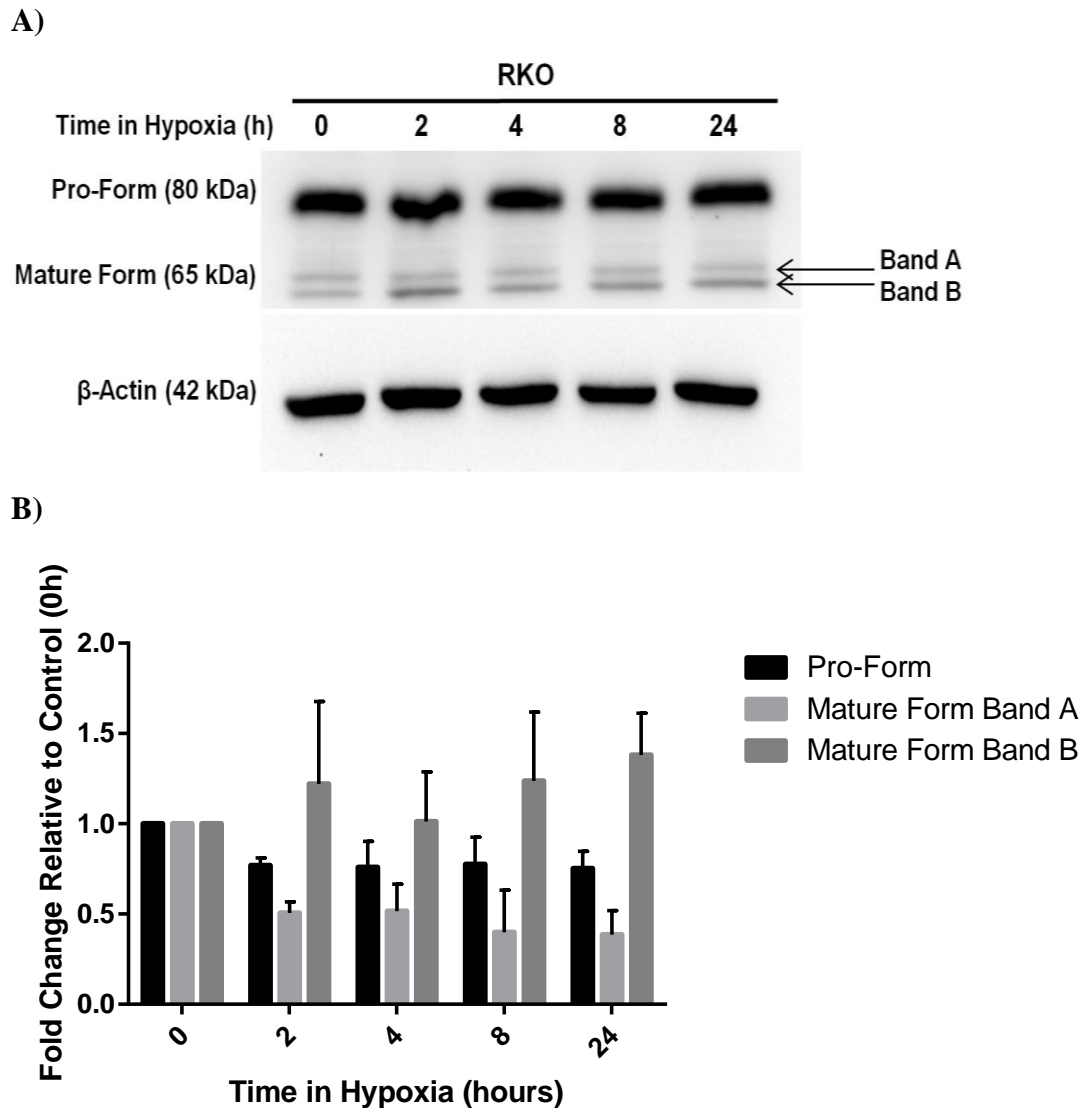 A)
RKO
Time in Hypoxia (h) 0 2 4 8 24
Pro-Form (80 kDa)
Mature Form (65 kDa)
Band A
Band B
β-Actin (42 kDa)
B)
Fold Change Relative to Control (0h)
2.0
1.5
1.0
0.5
0.0
0 2 4 8 24
Time in Hypoxia (hours)
Pro-Form
Mature Form Band A
Mature Form Band B